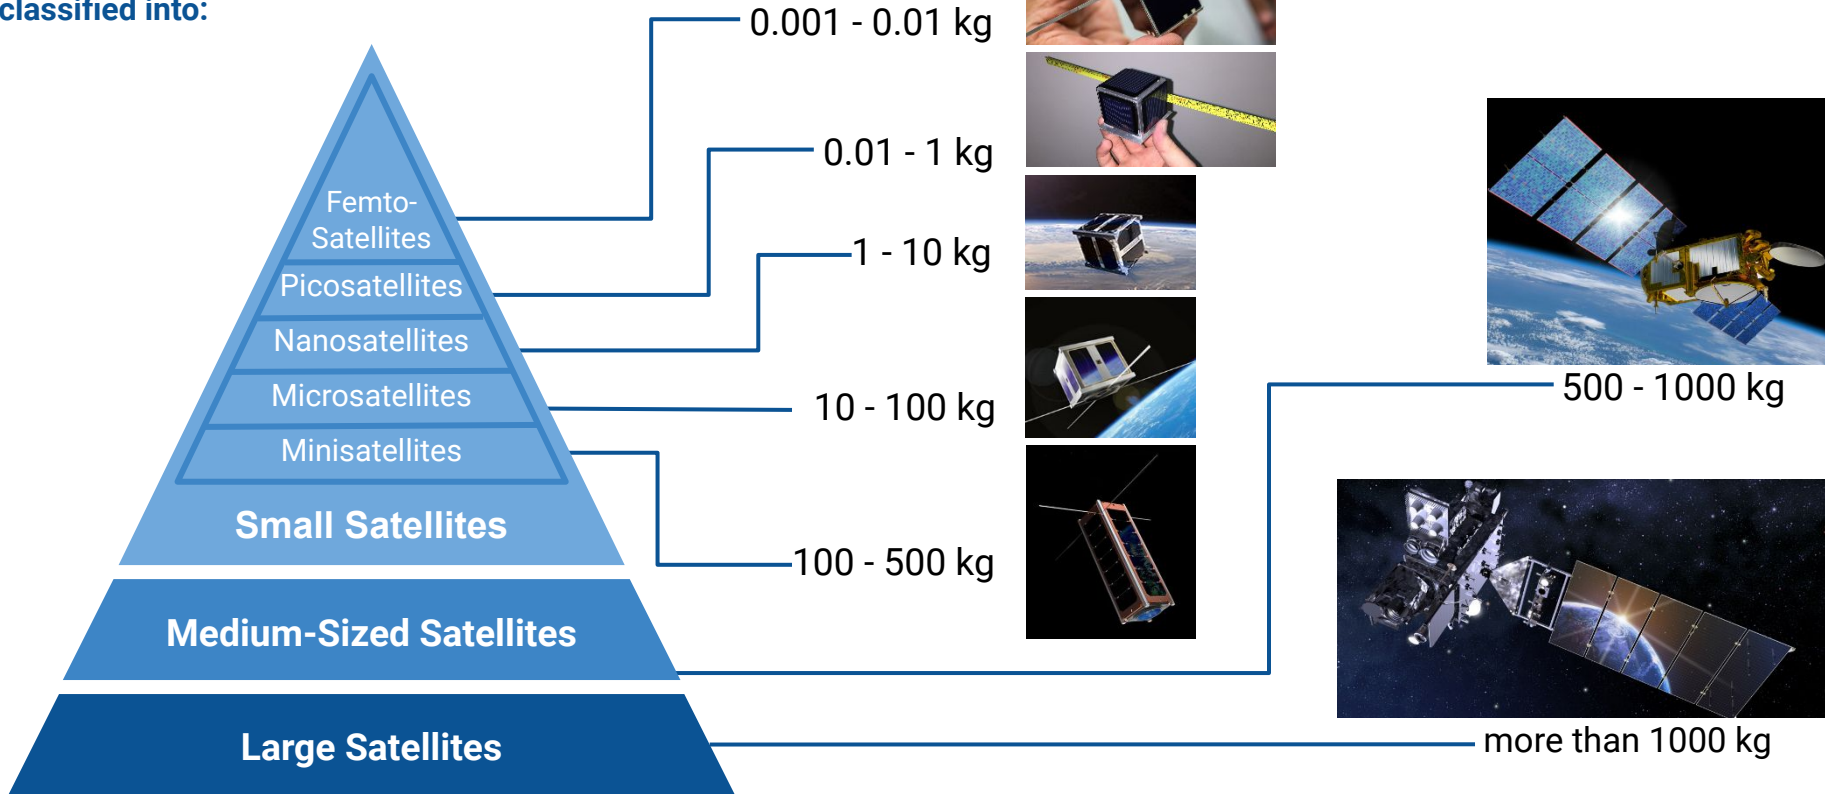 classified into:
0.001 - 0.01 kg
0.01 - 1 kg
Femto-
Satellites
1 - 10 kg
Picosatellites
Nanosatellites
Microsatellites
10 - 100 kg
500 - 1000 kg
Minisatellites
Small Satellites
100 - 500 kg
Medium-Sized Satellites
Large Satellites
more than 1000 kg